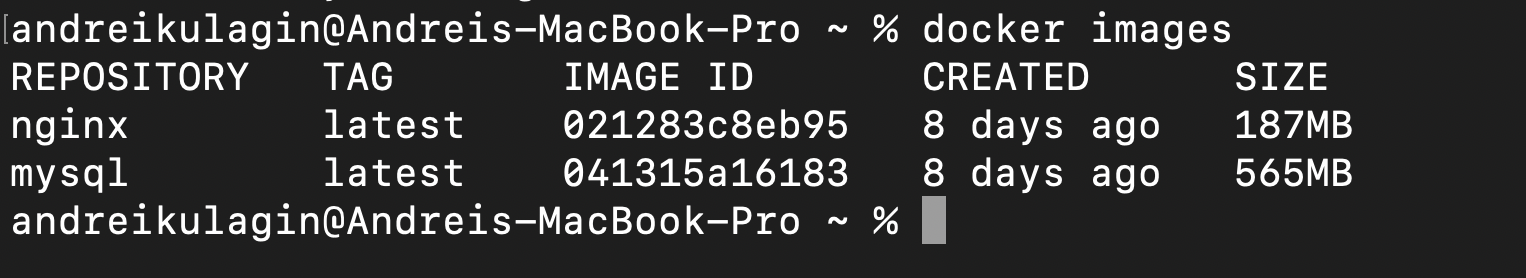 [andreikulagin@Andreis-MacBook-Pro ~ % docker images
REPOSITORY   TAG       IMAGE ID       CREATED      SIZE
nginx        latest    021283c8eb95   8 days ago   187MB
mysql        latest    041315a16183   8 days ago   565MB
andreikulagin@Andreis-MacBook-Pro ~ %